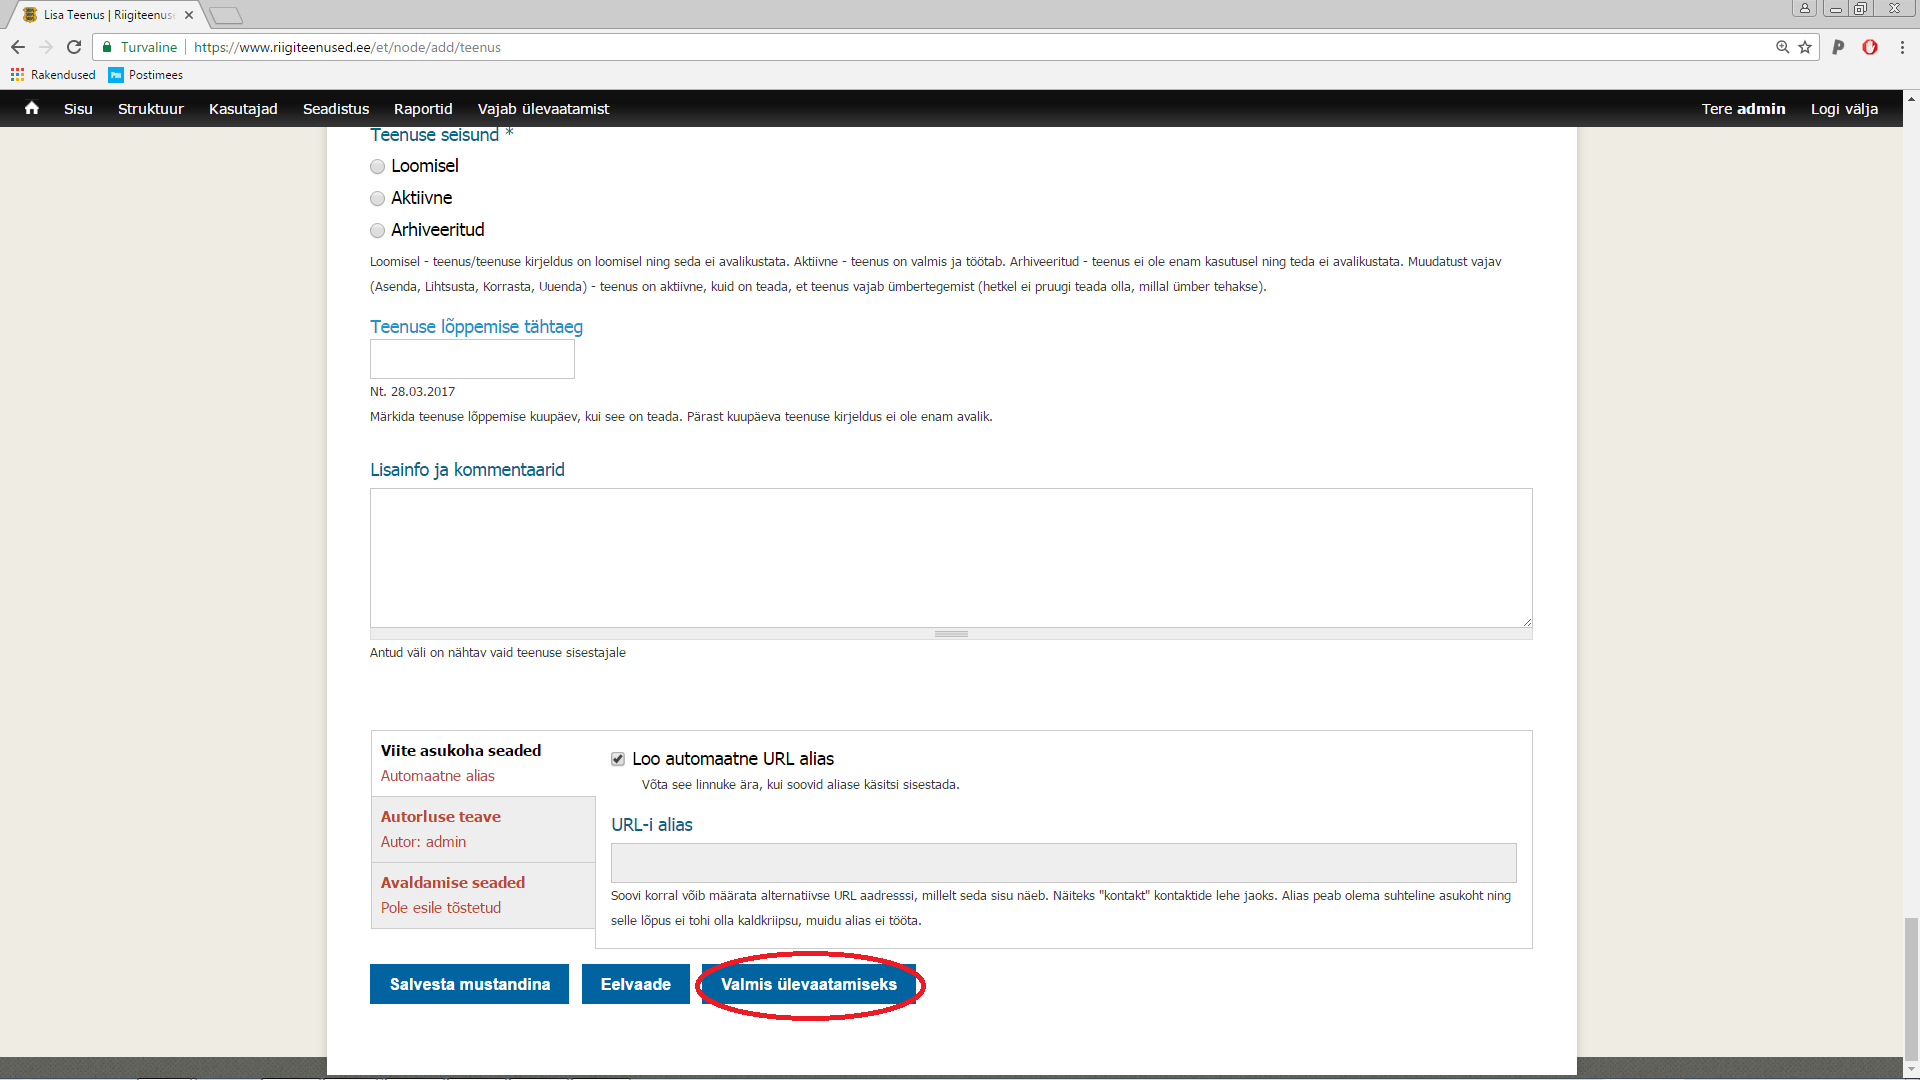 Lisa Teenus | Riigiteenuse
Turvaline
https://www.riigiteenused.ee/et/node/add/teenus
Rakendused
Postimees
Sisu
Struktuur
Kasutajad
Seadistus
Raportid
Vajab ülevaatamist
Tere admin
Logi välja
Teenuse seisund *
Loomisel
Aktiivne
Arhiveeritud
Loomisel - teenus/teenuse kirjeldus on loomisel ning seda ei avalikustata. Aktiivne - teenus on valmis ja töötab. Arhiveeritud - teenus ei ole enam kasutusel ning teda ei avalikustata. Muudatust vajav
(Asenda, Lihtsusta, Korrasta, Uuenda) - teenus on aktiivne, kuid on teada, et teenus vajab ümbertegemist (hetkel ei pruugi teada olla, millal ümber tehakse).
Teenuse lõppemise tähtaeg
Nt. 28.03.2017
Märkida teenuse lõppemise kuupäev, kui see on teada. Pärast kuupäeva teenuse kirjeldus ei ole enam avalik.
Lisainfo ja kommentaarid
Antud väli on nähtav vaid teenuse sisestajale
Viite asukoha seaded
Automaatne alias
Autorluse teave
Autor: admin
Avaldamise seaded
Pole esile tõstetud
Loo automaatne URL alias
Võta see linnuke ära, kui soovid aliase käsitsi sisestada.
URL-i alias
Soovi korral võib määrata alternatiivse URL aadresssi, millelt seda sisu näeb. Näiteks "kontakt" kontaktide lehe jaoks. Alias peab olema suhteline asukoht ning
selle lõpus ei tohi olla kaldkriipsu, muidu alias ei tööta.
Salvesta mustandina
Eelvaade
Valmis ülevaatamiseks